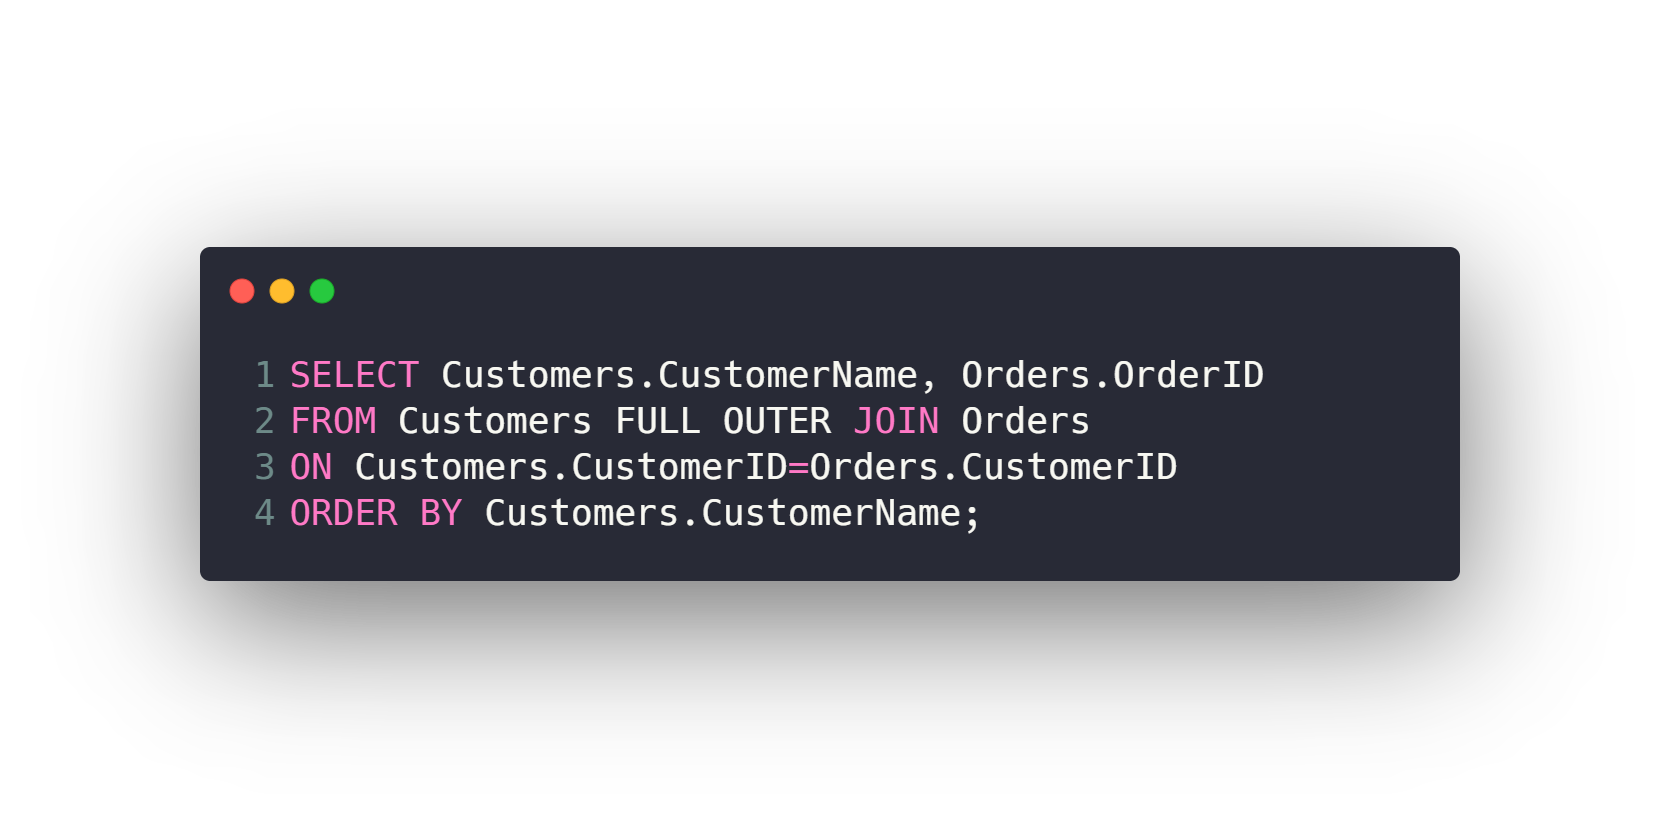 1 SELECT Customers.CustomerName, Orders.OrderID
2 FROM Customers FULL OUTER JOIN Orders
3 ON Customers.CustomerID=Orders.CustomerID
4 ORDER BY Customers.CustomerName;